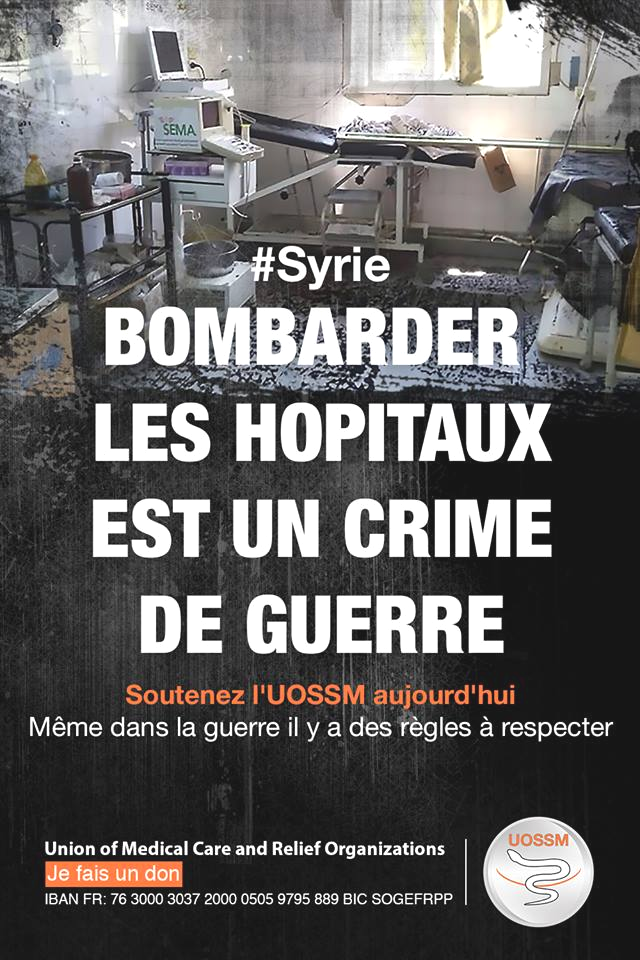 SEMA
#Syrie
BOMBARDER
LES HOPITAUX
EST UN CRIME
DE GUERRE
Soutenez l'UOSSM aujourd'hui
Même dans la guerre il y a des règles à respecter
Union of Medical Care and Relief Organizations
Je fais un don
IBAN FR: 76 3000 3037 2000 0505 9795 889 BIC SOGEFRPP
UOSSM